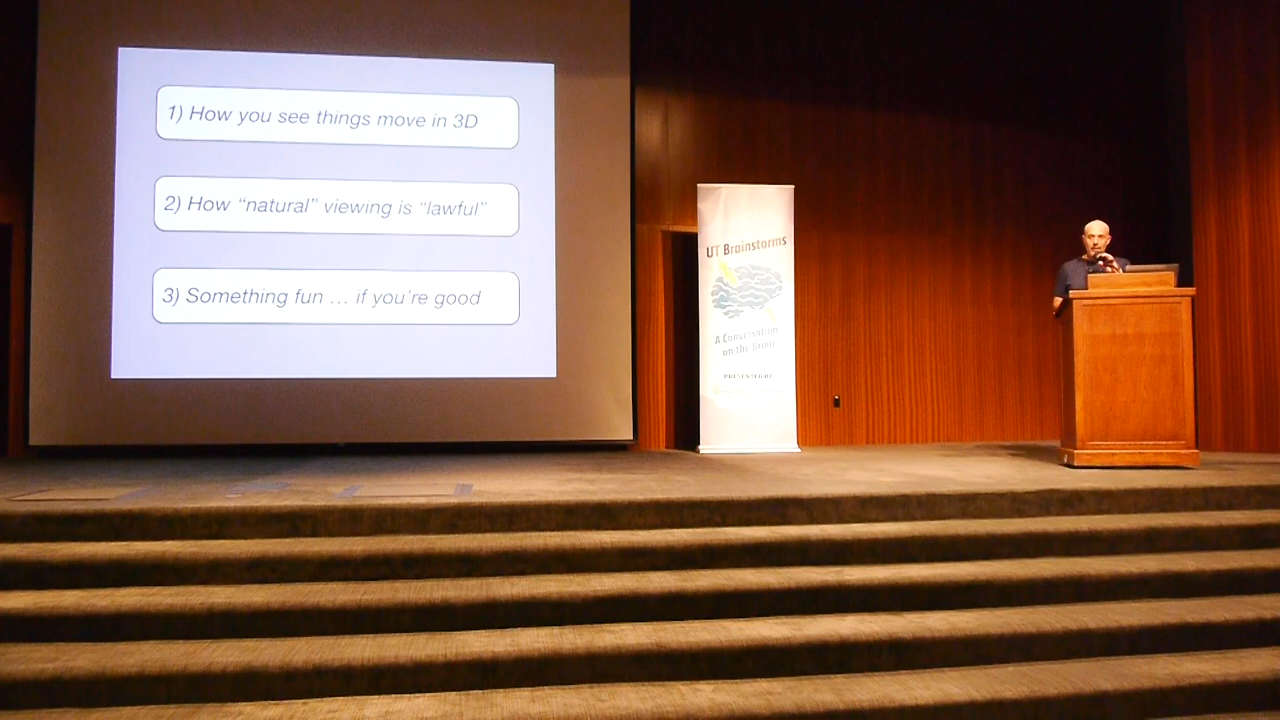 1) How you see things move in 3D
2) How “natural” viewing is “lawful”
3) Something fun ... if you're good
UT Brainstorms
A Conversation
on the Brain
PRESENTED BY